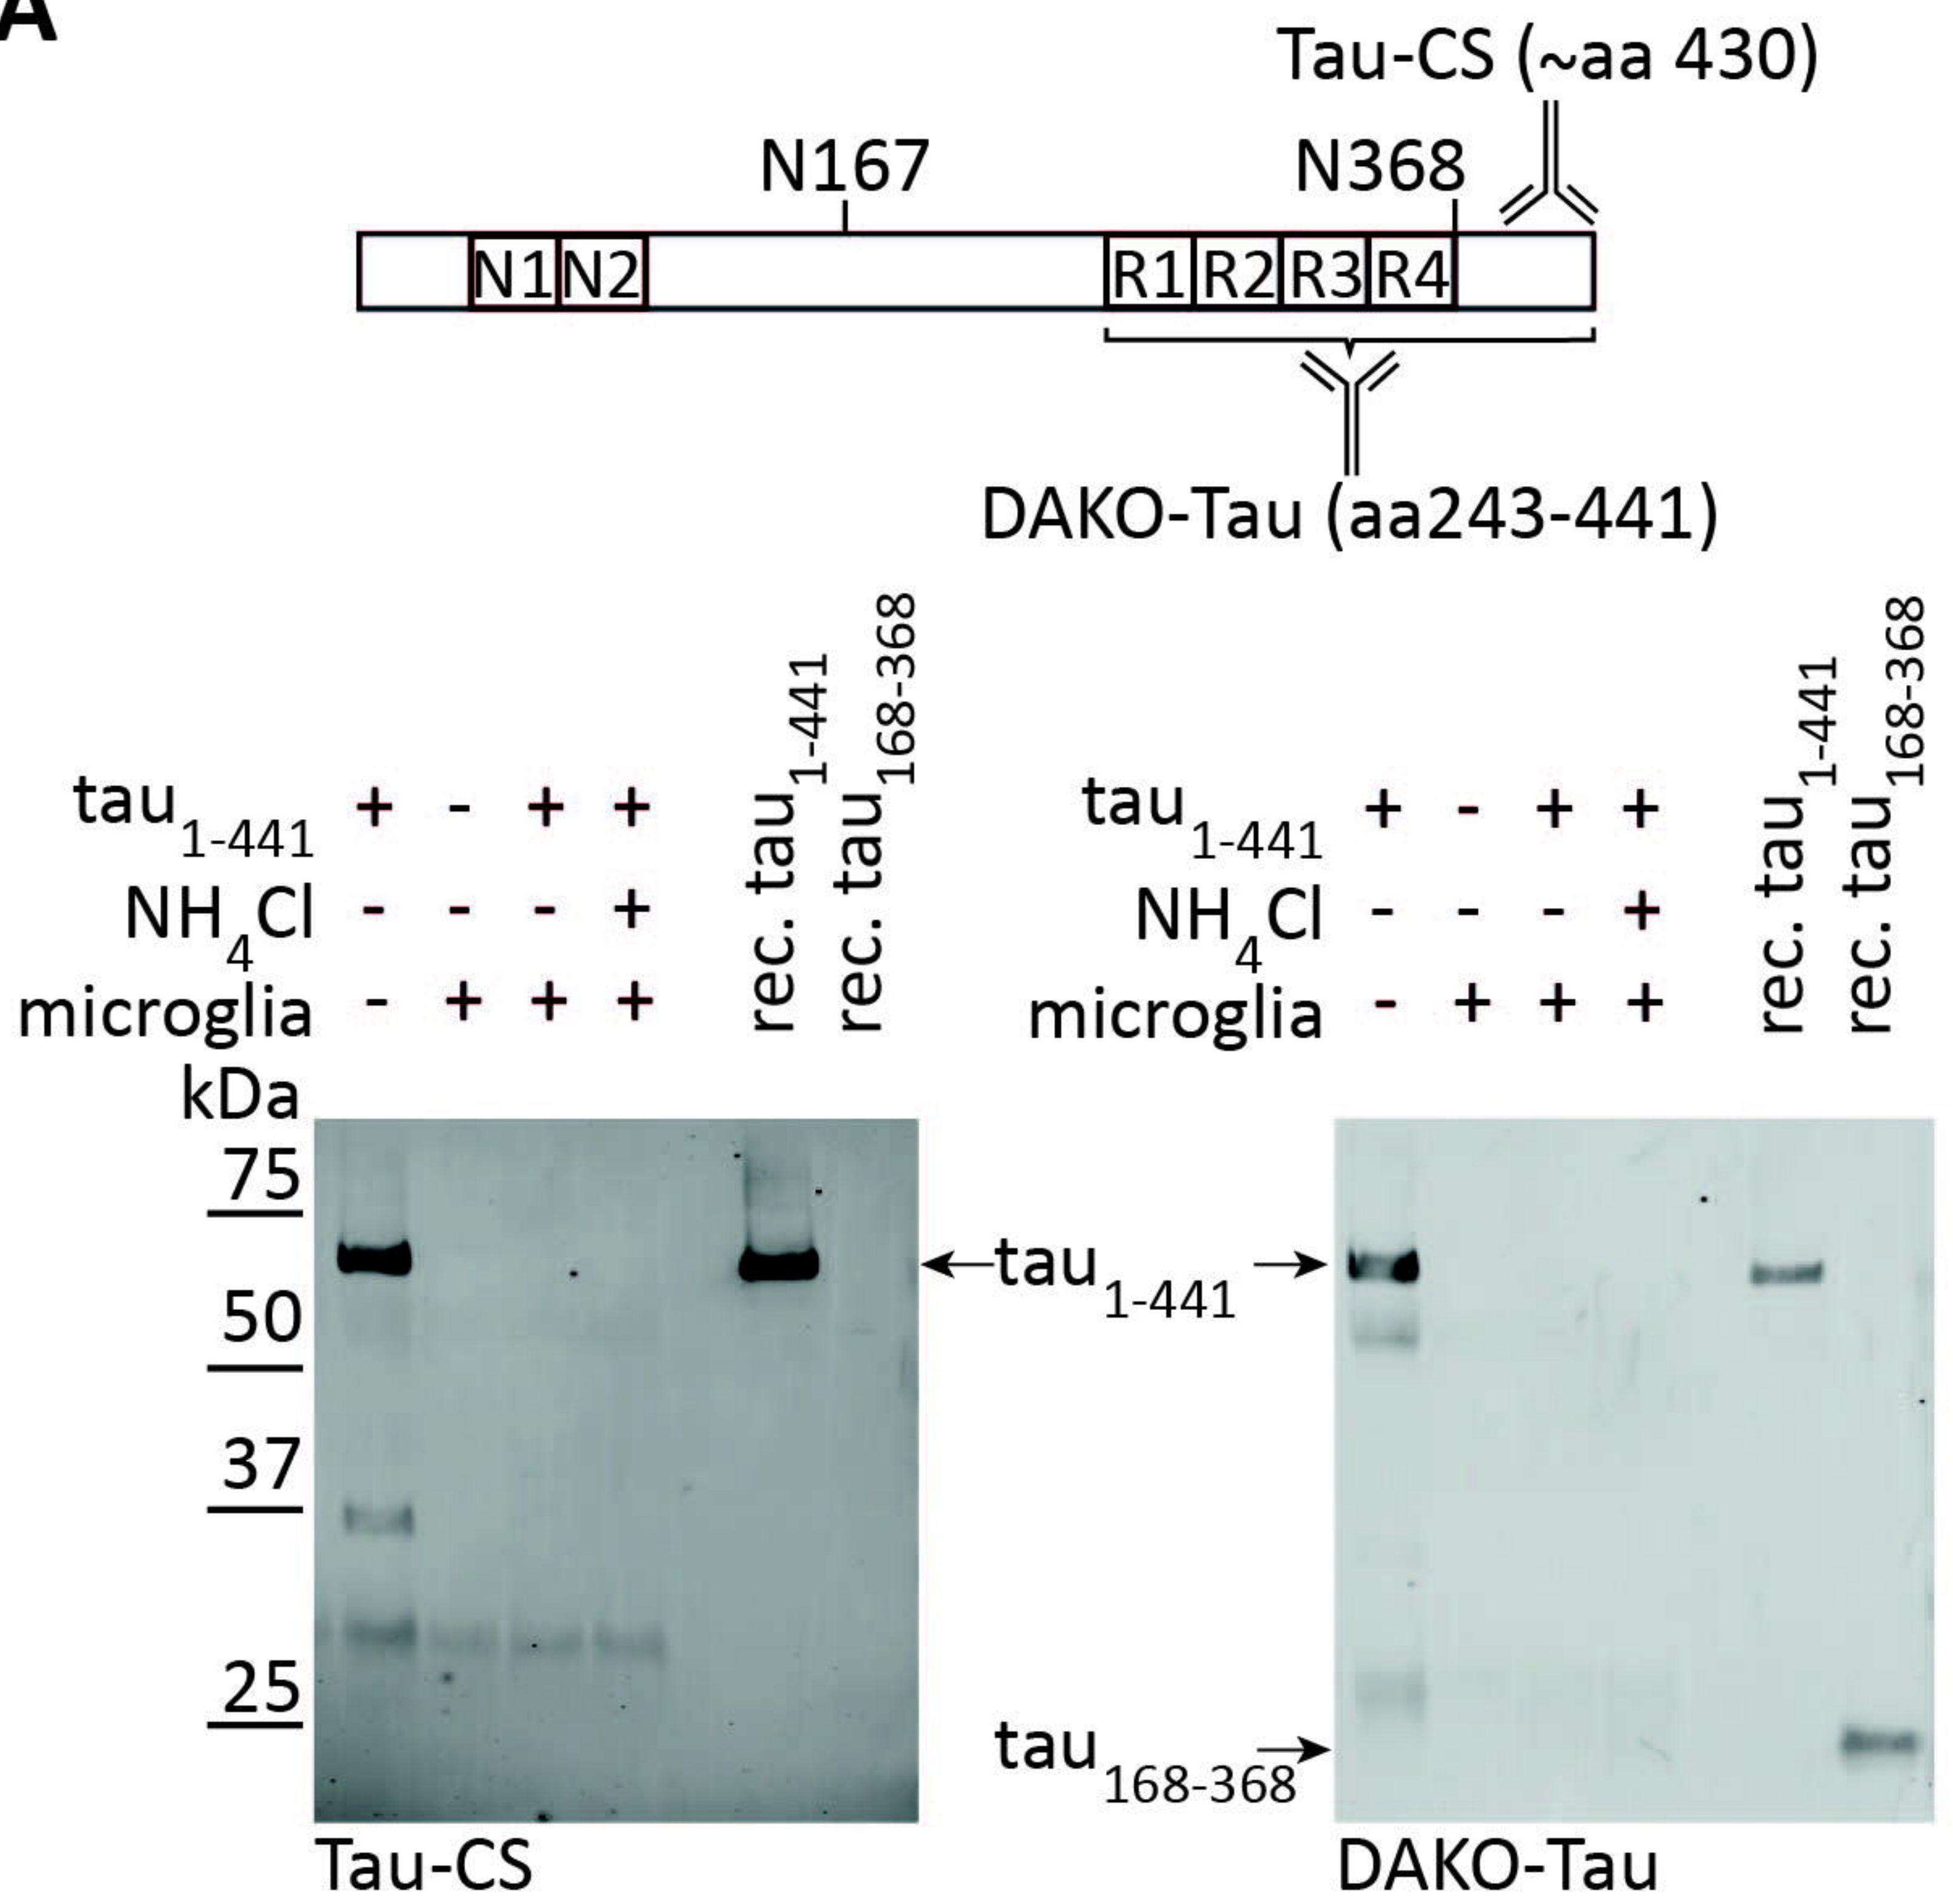 A
Tau-CS (~aa 430)
N167 N368
N1 N2 R1 R2 R3 R4
DAKO-Tau (aa243-441)
rec. tau1-441
rec. tau168-368
rec. tau1-441
rec. tau168-368
tau1-441 + - + +
NH4Cl - - - +
microglia - + + +
tau1-441 + - + +
NH4Cl - - - +
microglia - + + +
kDa
75
50
37
25
tau1-441
tau168-368
Tau-CS
DAKO-Tau